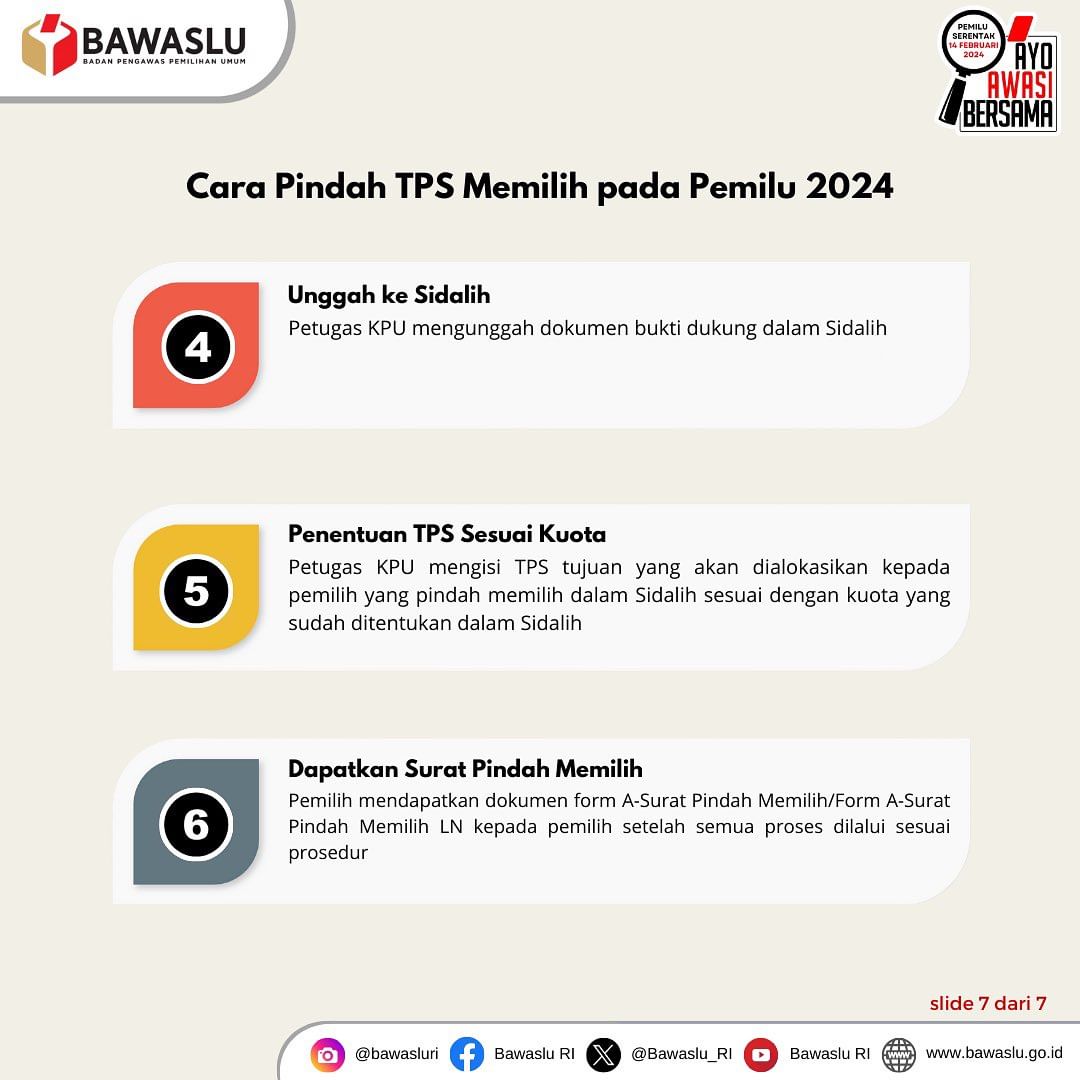 BAWASLU
BADAN PENGAWAS PEMILIHAN UMUM
PEMILU
SERENTAK
14 FEBRUARI
2024
AYO
AWASI
BERSAMA
Cara Pindah TPS Memilih pada Pemilu 2024
4
Unggah ke Sidalih
Petugas KPU mengunggah dokumen bukti dukung dalam Sidalih
5
Penentuan TPS Sesuai Kuota
Petugas KPU mengisi TPS tujuan yang akan dialokasikan kepada
pemilih yang pindah memilih dalam Sidalih sesuai dengan kuota yang
sudah ditentukan dalam Sidalih
6
Dapatkan Surat Pindah Memilih
Pemilih mendapatkan dokumen form A-Surat Pindah Memilih/Form A-Surat
Pindah Memilih LN kepada pemilih setelah semua proses dilalui sesuai
prosedur
slide 7 dari 7
@bawasluri Bawaslu RI @Bawaslu_RI Bawaslu RI WWW www.bawaslu.go.id